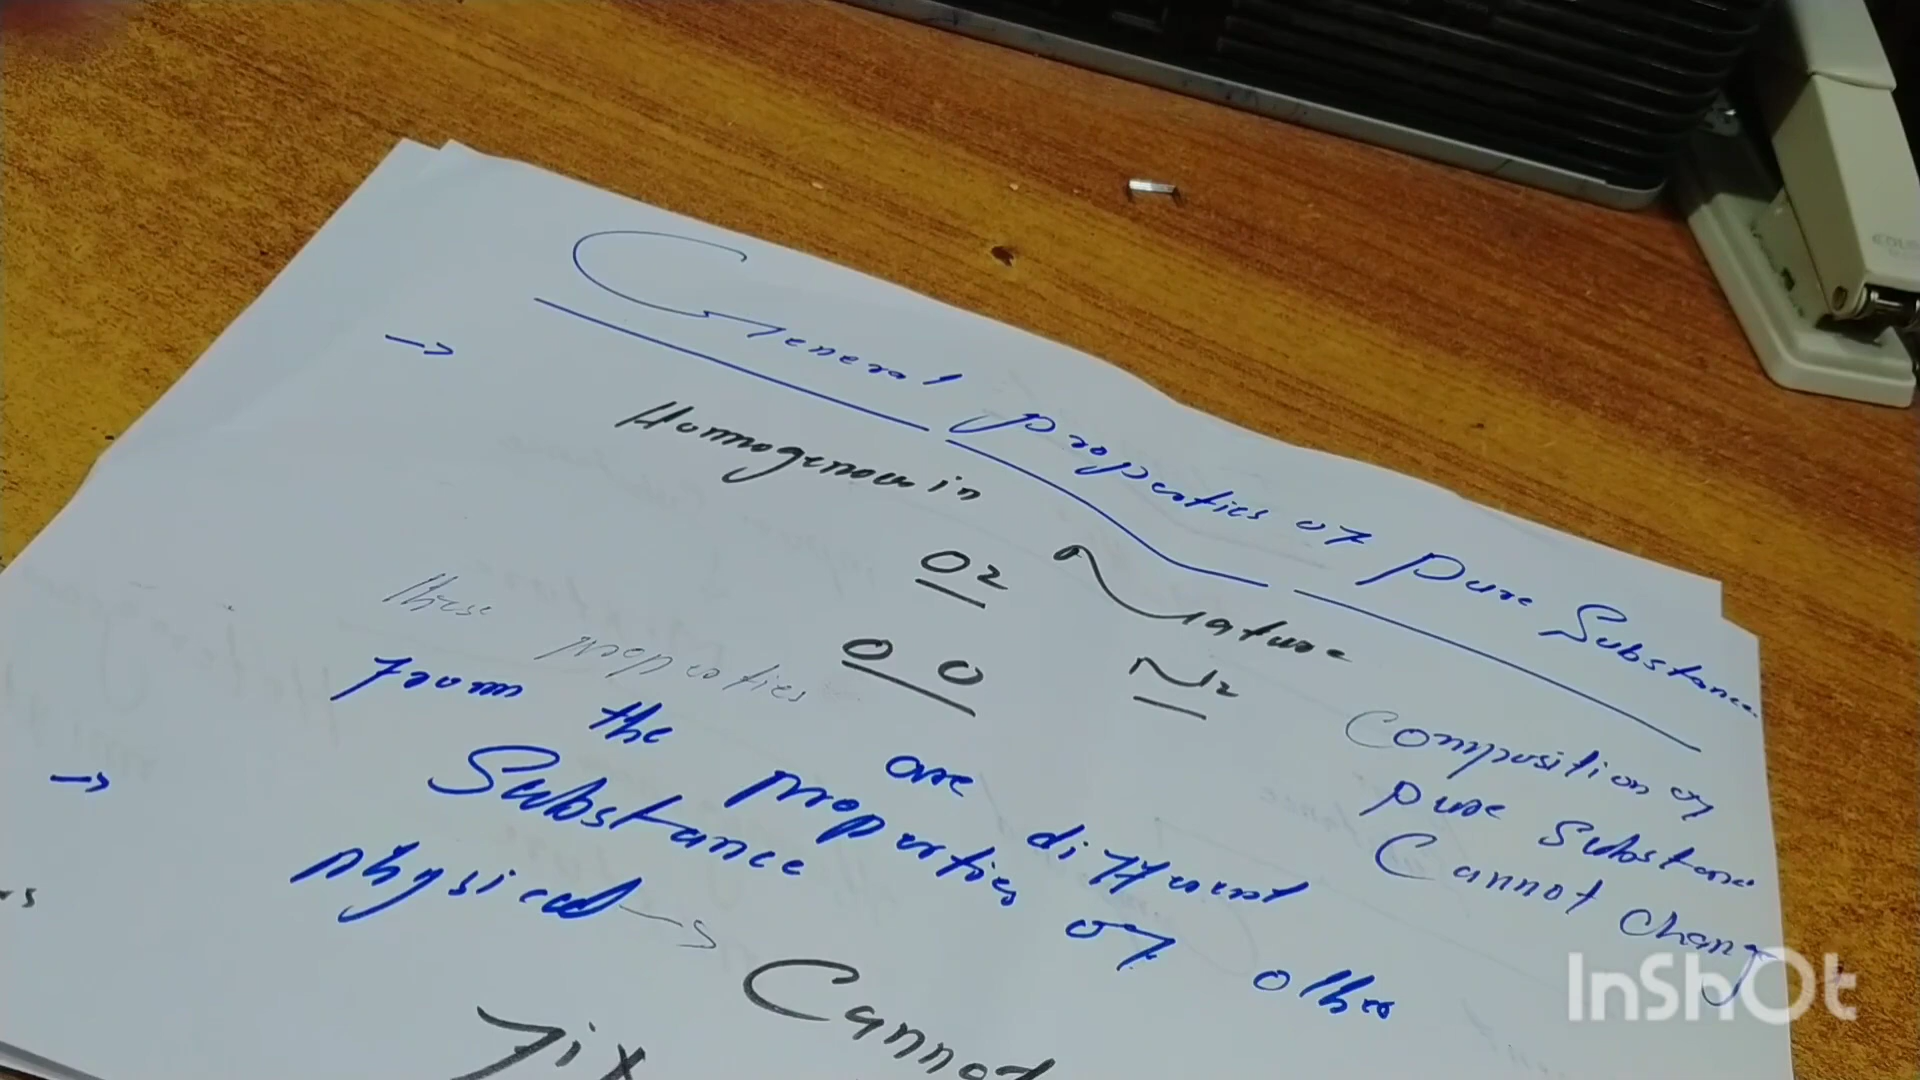 General properties of Pure Substance
→ Homogenous in Nature
O2
O O
N2
Composition of
pure substance
Cannot change
These properties are different
from the properties of other
Substance
→ physical → Cannot
fix
InShOt